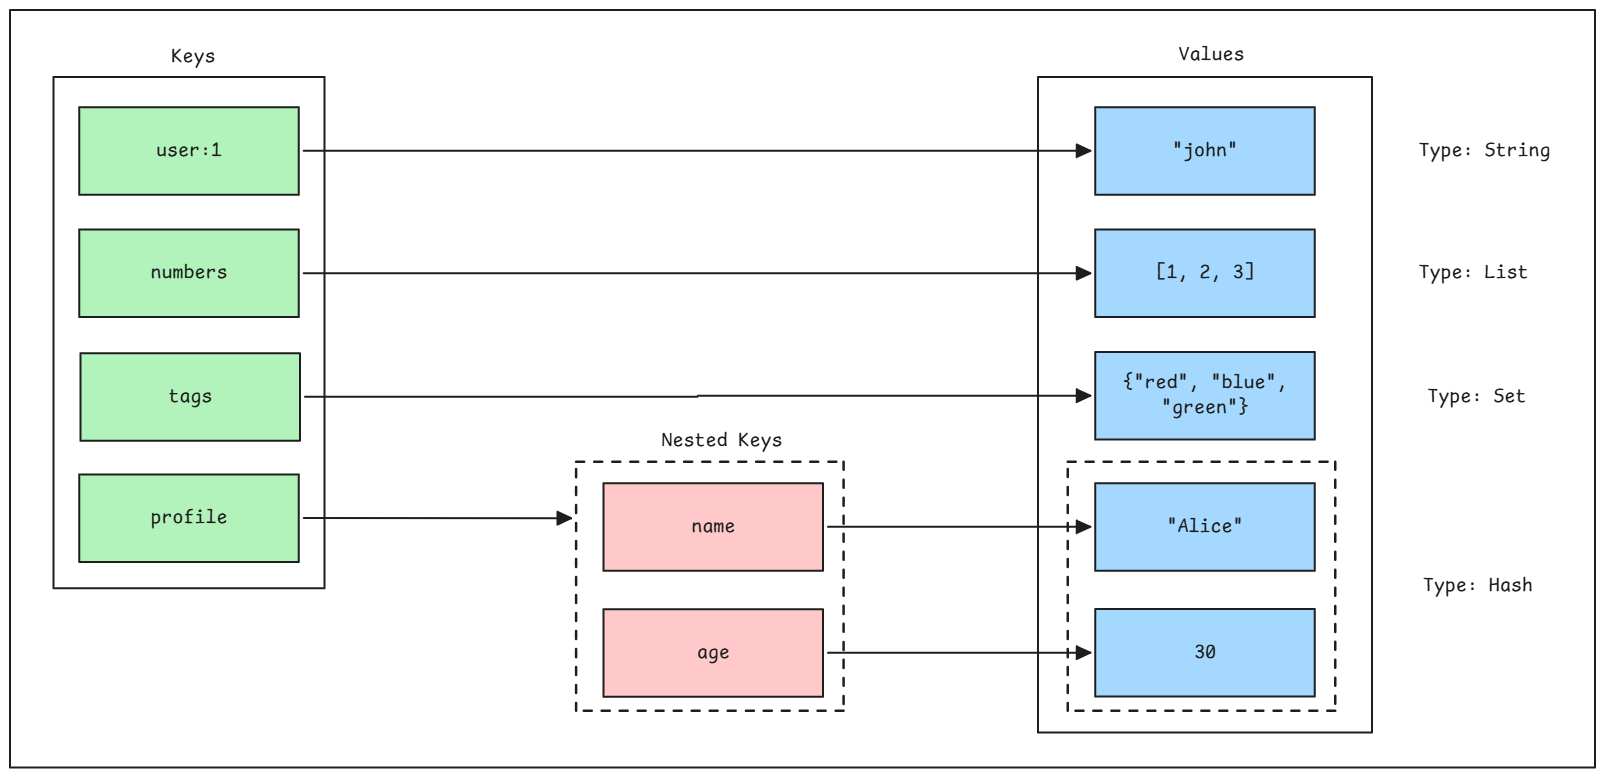 Keys
Values
user:1
"john"
Type: String
numbers
[1, 2, 3]
Type: List
tags
{"red", "blue",
"green"}
Type: Set
Nested Keys
profile
name
"Alice"
Type: Hash
age
30